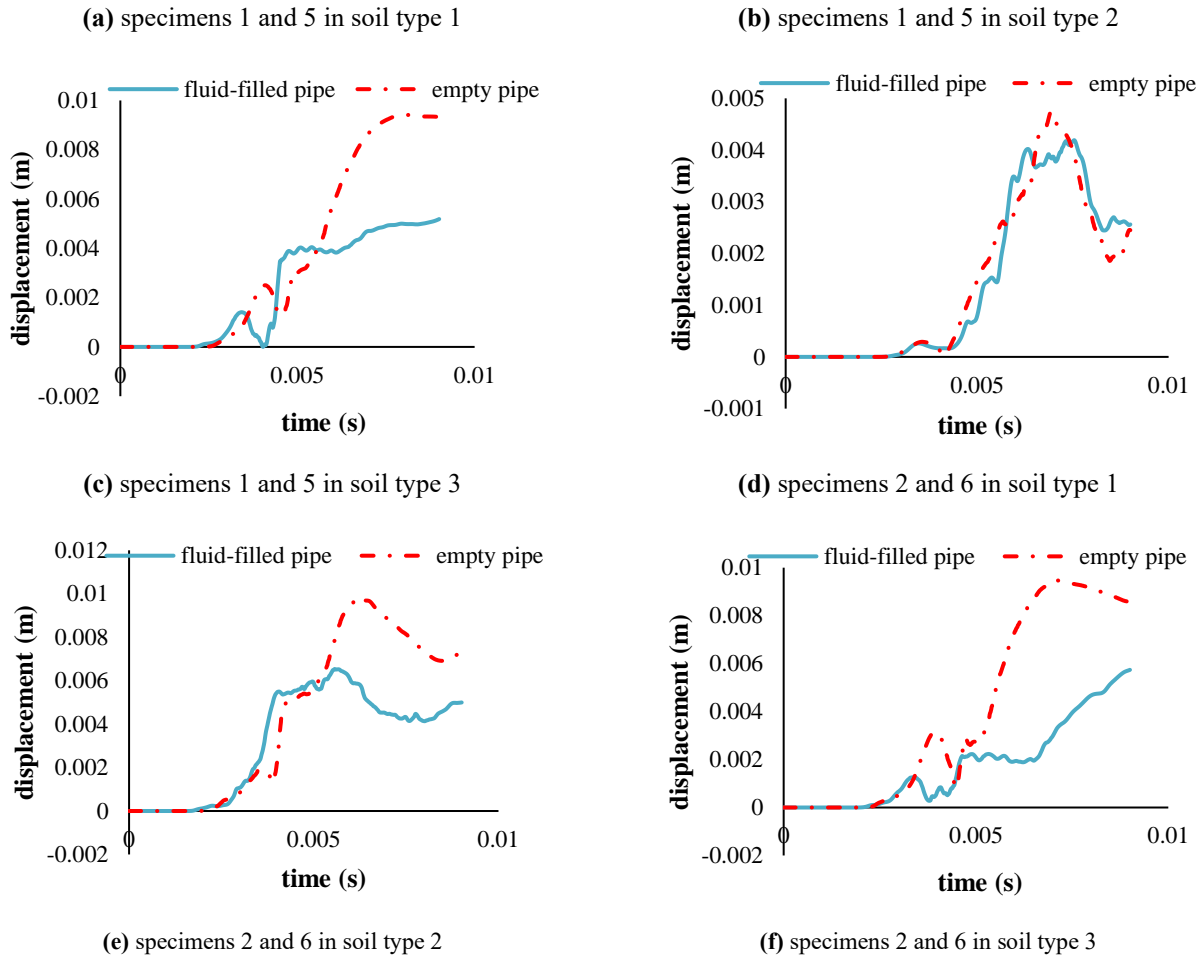 (a) specimens 1 and 5 in soil type 1
(b) specimens 1 and 5 in soil type 2
fluid-filled pipe
empty pipe
0.01
0.008
0.006
0.004
0.002
0
-0.002
0
0.005
0.01
displacement (m)
time (s)
fluid-filled pipe
empty pipe
0.005
0.004
0.003
0.002
0.001
0
-0.001
0
0.005
0.01
displacement (m)
time (s)
(c) specimens 1 and 5 in soil type 3
(d) specimens 2 and 6 in soil type 1
fluid-filled pipe
empty pipe
0.012
0.01
0.008
0.006
0.004
0.002
0
-0.002
0
0.005
0.01
displacement (m)
time (s)
fluid-filled pipe
empty pipe
0.01
0.008
0.006
0.004
0.002
0
-0.002
0
0.005
0.01
displacement (m)
time (s)
(e) specimens 2 and 6 in soil type 2
(f) specimens 2 and 6 in soil type 3